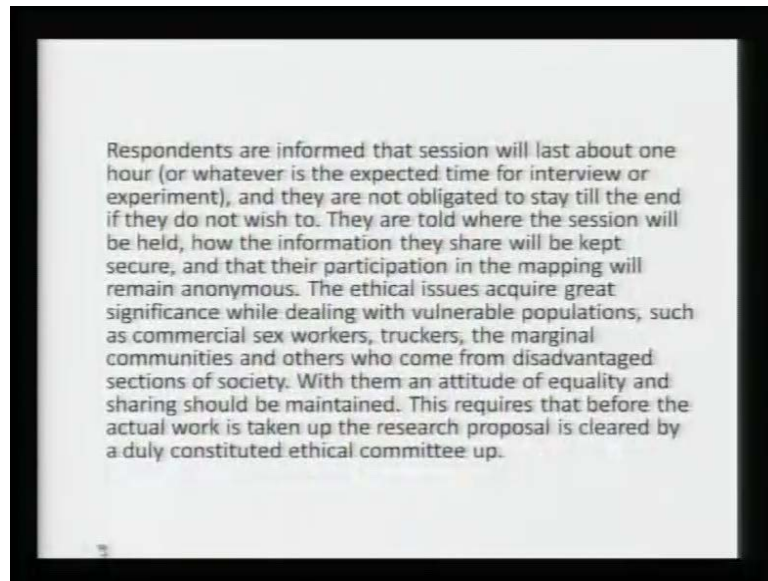 Respondents are informed that session will last about one
hour (or whatever is the expected time for interview or
experiment), and they are not obligated to stay till the end
if they do not wish to. They are told where the session will
be held, how the information they share will be kept
secure, and that their participation in the mapping will
remain anonymous. The ethical issues acquire great
significance while dealing with vulnerable populations, such
as commercial sex workers, truckers, the marginal
communities and others who come from disadvantaged
sections of society. With them an attitude of equality and
sharing should be maintained. This requires that before the
actual work is taken up the research proposal is cleared by
a duly constituted ethical committee up.